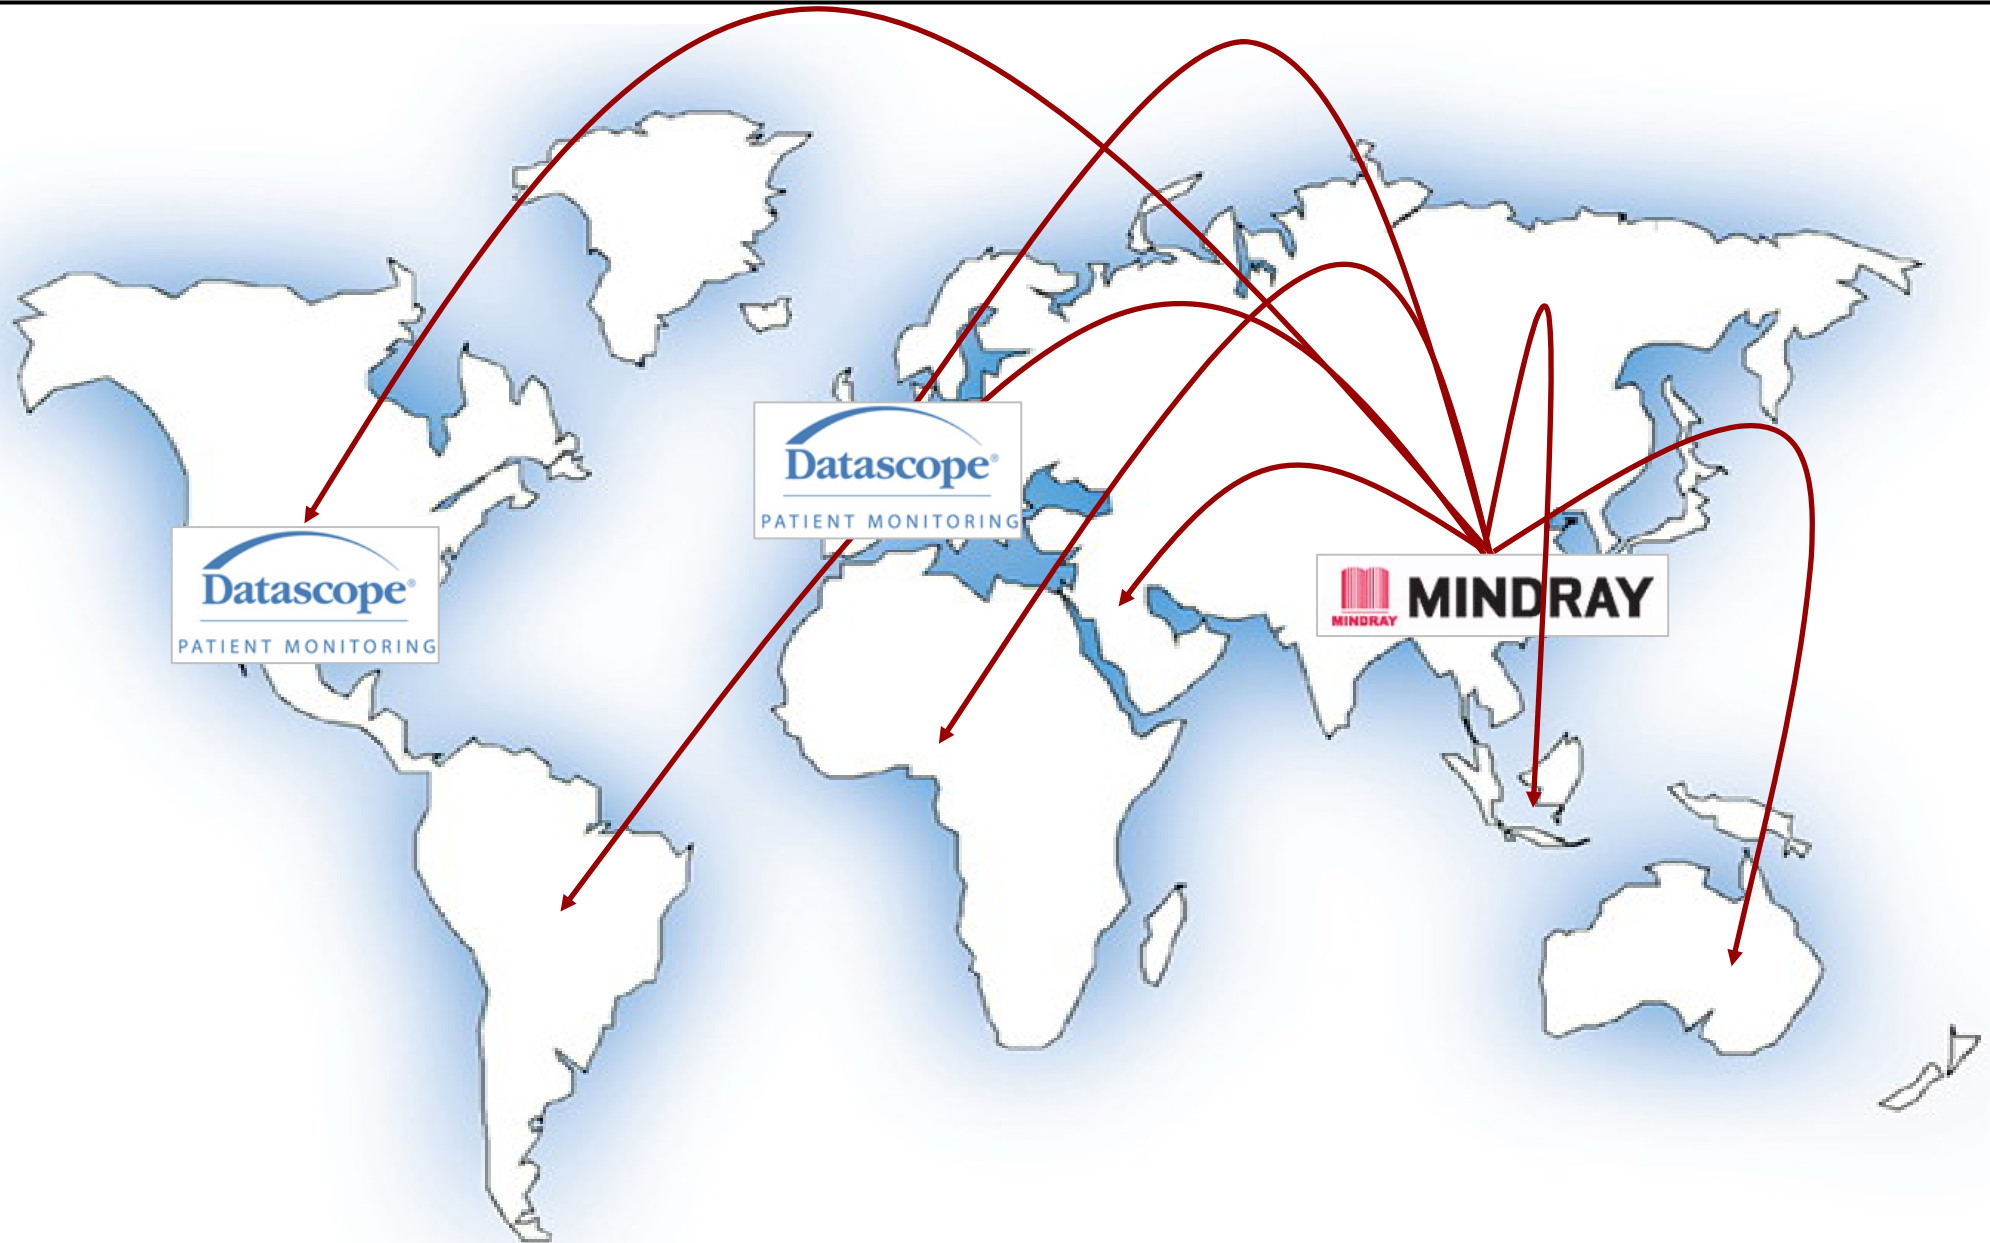 Datascope®
PATIENT MONITORING
MINDRAY
MINDRAY
Datascope®
PATIENT MONITORING